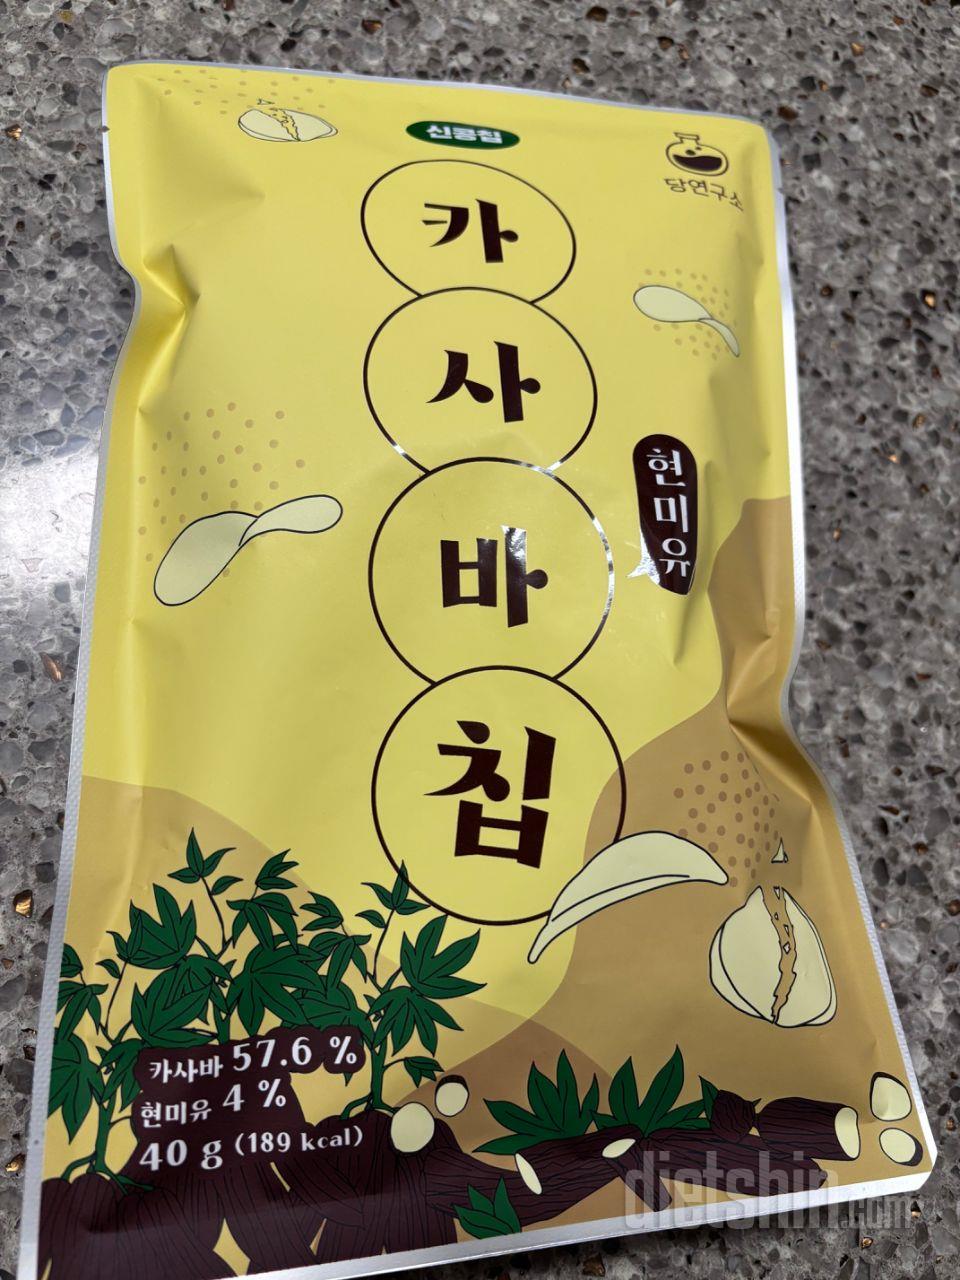 신콩칩
당연구소
카사바칩
현미유
카사바 57.6 %
현미유 4 %
40 g (189 kcal)
dietshin.com